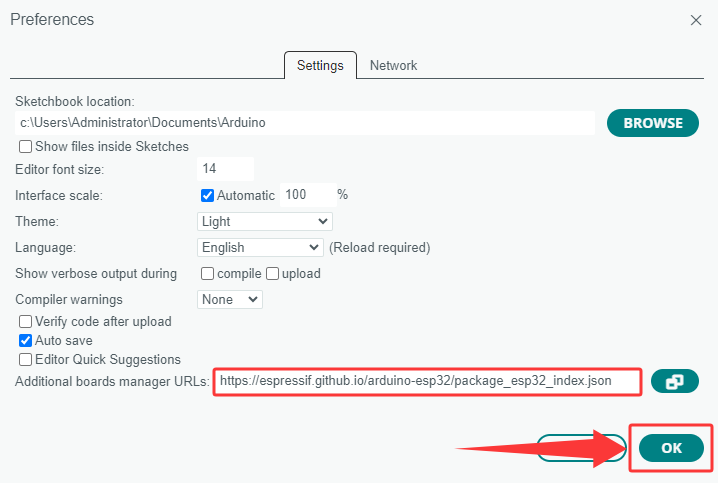 Preferences
Settings Network
Sketchbook location:
c:\Users\Administrator\Documents\Arduino BROWSE
Show files inside Sketches
Editor font size: 14
Interface scale: Automatic 100 %
Theme: Light
Language: English (Reload required)
Show verbose output during compile upload
Compiler warnings None
Verify code after upload
Auto save
Editor Quick Suggestions
Additional boards manager URLs: https://espressif.github.io/arduino-esp32/package_esp32_index.json
OK